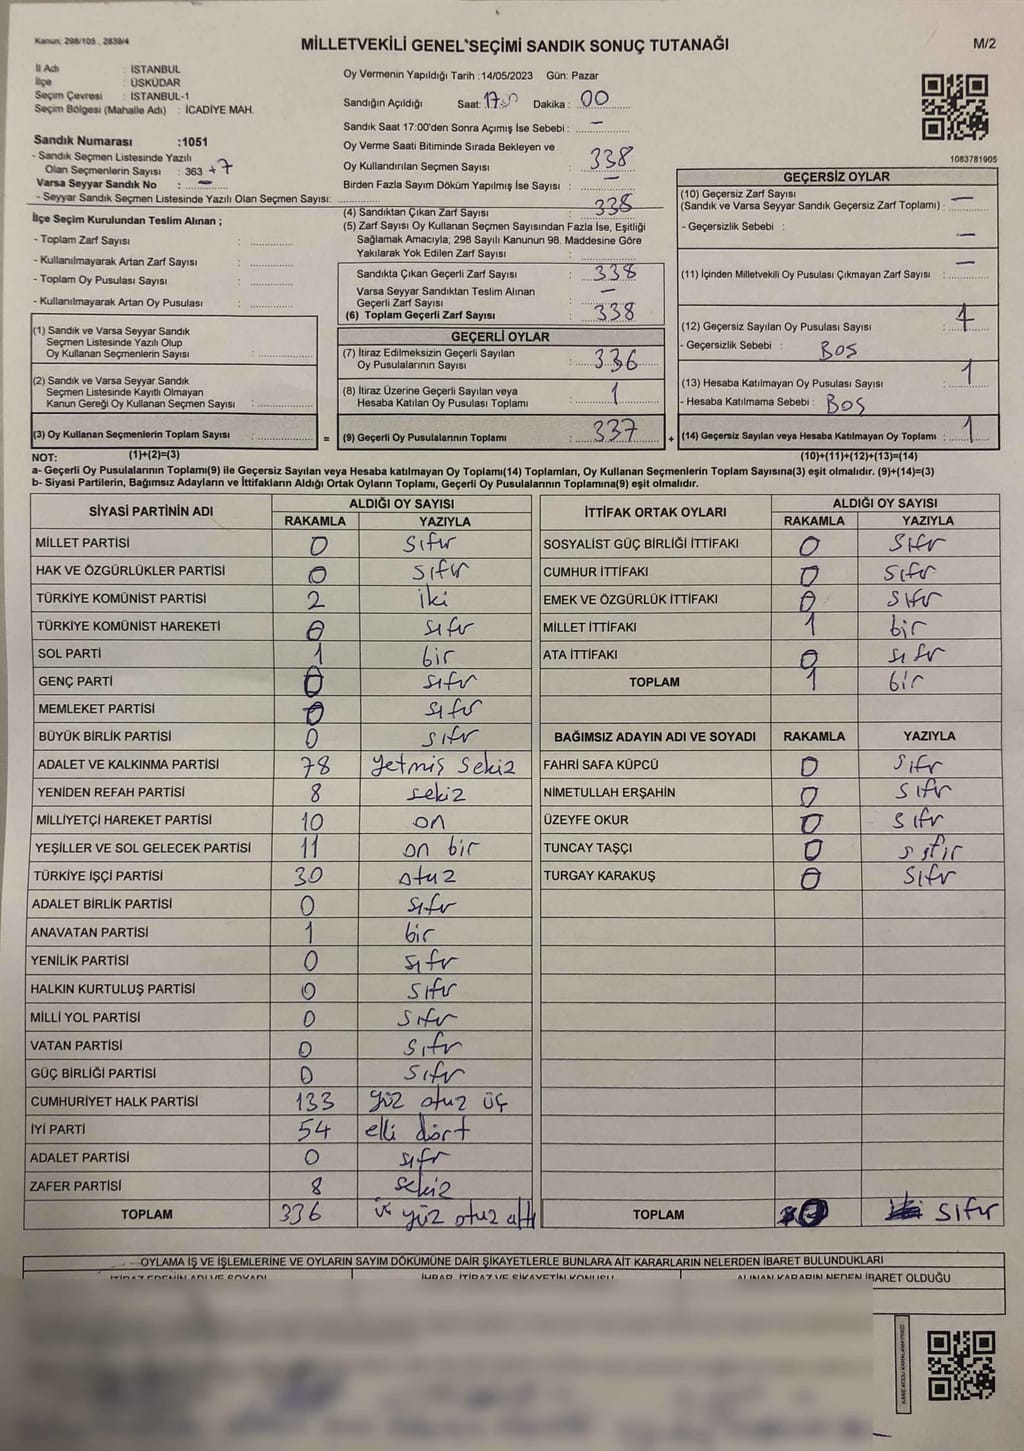 Kanun: 298/105 , 2839/4
MİLLETVEKİLİ GENEL SEÇİMİ SANDIK SONUÇ TUTANAĞI
M/2
İl Adı : İSTANBUL
İlçe : ÜSKÜDAR
Seçim Çevresi : İSTANBUL-1
Seçim Bölgesi (Mahalle Adı) : İCADİYE MAH.
Sandık Numarası :1051
- Sandık Seçmen Listesinde Yazılı
Olan Seçmenlerin Sayısı : 363 +7
Varsa Seyyar Sandık No : —
- Seyyar Sandık Seçmen Listesinde Yazılı Olan Seçmen Sayısı:
İlçe Seçim Kurulundan Teslim Alınan ;
- Toplam Zarf Sayısı :
- Kullanılmayarak Artan Zarf Sayısı :
- Toplam Oy Pusulası Sayısı :
- Kullanılmayarak Artan Oy Pusulası :
(1) Sandık ve Varsa Seyyar Sandık
Seçmen Listesinde Yazılı Olup
Oy Kullanan Seçmenlerin Sayısı :
(2) Sandık ve Varsa Seyyar Sandık
Seçmen Listesinde Kayıtlı Olmayan
Kanun Gereği Oy Kullanan Seçmen Sayısı :
(3) Oy Kullanan Seçmenlerin Toplam Sayısı :
Oy Vermenin Yapıldığı Tarih :14/05/2023 Gün: Pazar
Sandığın Açıldığı Saat: 17 Dakika : 00
Sandık Saat 17:00'den Sonra Açımış İse Sebebi : —
Oy Verme Saati Bitiminde Sırada Bekleyen ve
Oy Kullandırılan Seçmen Sayısı : 338
Birden Fazla Sayım Döküm Yapılmış İse Sayısı : —
(4) Sandıktan Çıkan Zarf Sayısı : 338
(5) Zarf Sayısı Oy Kullanan Seçmen Sayısından Fazla İse, Eşitliği
Sağlamak Amacıyla; 298 Sayılı Kanunun 98. Maddesine Göre
Yakılarak Yok Edilen Zarf Sayısı :
Sandıkta Çıkan Geçerli Zarf Sayısı : 338
Varsa Seyyar Sandıktan Teslim Alınan
Geçerli Zarf Sayısı : —
(6) Toplam Geçerli Zarf Sayısı : 338
GEÇERLİ OYLAR
(7) İtiraz Edilmeksizin Geçerli Sayılan
Oy Pusulalarının Sayısı : 336
(8) İtiraz Üzerine Geçerli Sayılan veya
Hesaba Katılan Oy Pusulası Toplamı : 1
= (9) Geçerli Oy Pusulalarının Toplamı : 337
1083781905
GEÇERSİZ OYLAR
(10) Geçersiz Zarf Sayısı
(Sandık ve Varsa Seyyar Sandık Geçersiz Zarf Toplamı) : —
- Geçersizlik Sebebi : —
(11) İçinden Milletvekili Oy Pusulası Çıkmayan Zarf Sayısı : —
(12) Geçersiz Sayılan Oy Pusulası Sayısı :
- Geçersizlik Sebebi : BOŞ
(13) Hesaba Katılmayan Oy Pusulası Sayısı : 1
- Hesaba Katılmama Sebebi : BOŞ
+ (14) Geçersiz Sayılan veya Hesaba Katılmayan Oy Toplamı : 1
NOT: (1)+(2)=(3)
(10)+(11)+(12)+(13)=(14)
a- Geçerli Oy Pusulalarının Toplamı(9) ile Geçersiz Sayılan veya Hesaba katılmayan Oy Toplamı(14) Toplamları, Oy Kullanan Seçmenlerin Toplam Sayısına(3) eşit olmalıdır. (9)+(14)=(3)
b- Siyasi Partilerin, Bağımsız Adayların ve İttifakların Aldığı Ortak Oyların Toplamı, Geçerli Oy Pusulalarının Toplamına(9) eşit olmalıdır.
SİYASİ PARTİNİN ADI ALDIĞI OY SAYISI
RAKAMLA YAZIYLA
MİLLET PARTİSİ 0 sıfır
HAK VE ÖZGÜRLÜKLER PARTİSİ 0 sıfır
TÜRKİYE KOMÜNİST PARTİSİ 2 iki
TÜRKİYE KOMÜNİST HAREKETİ 0 sıfır
SOL PARTİ 1 bir
GENÇ PARTİ 0 sıfır
MEMLEKET PARTİSİ 0 sıfır
BÜYÜK BİRLİK PARTİSİ 0 sıfır
ADALET VE KALKINMA PARTİSİ 78 yetmiş sekiz
YENİDEN REFAH PARTİSİ 8 sekiz
MİLLİYETÇİ HAREKET PARTİSİ 10 on
YEŞİLLER VE SOL GELECEK PARTİSİ 11 on bir
TÜRKİYE İŞÇİ PARTİSİ 30 otuz
ADALET BİRLİK PARTİSİ 0 sıfır
ANAVATAN PARTİSİ 1 bir
YENİLİK PARTİSİ 0 sıfır
HALKIN KURTULUŞ PARTİSİ 0 sıfır
MİLLİ YOL PARTİSİ 0 sıfır
VATAN PARTİSİ 0 sıfır
GÜÇ BİRLİĞİ PARTİSİ 0 sıfır
CUMHURİYET HALK PARTİSİ 133 yüz otuz üç
İYİ PARTİ 54 elli dört
ADALET PARTİSİ 0 sıfır
ZAFER PARTİSİ 8 sekiz
TOPLAM 336 üç yüz otuz altı
İTTİFAK ORTAK OYLARI ALDIĞI OY SAYISI
RAKAMLA YAZIYLA
SOSYALİST GÜÇ BİRLİĞİ İTTİFAKI 0 sıfır
CUMHUR İTTİFAKI 0 sıfır
EMEK VE ÖZGÜRLÜK İTTİFAKI 0 sıfır
MİLLET İTTİFAKI 1 bir
ATA İTTİFAKI 0 sıfır
TOPLAM 1 bir
BAĞIMSIZ ADAYIN ADI VE SOYADI RAKAMLA YAZIYLA
FAHRİ SAFA KÜPCÜ 0 sıfır
NİMETULLAH ERŞAHİN 0 sıfır
ÜZEYFE OKUR 0 sıfır
TUNCAY TAŞÇI 0 sıfır
TURGAY KARAKUŞ 0 sıfır
TOPLAM 0 sıfır
OYLAMA İŞ VE İŞLEMLERİNE VE OYLARIN SAYIM DÖKÜMÜNE DAİR ŞİKAYETLERLE BUNLARA AİT KARARLARIN NELERDEN İBARET BULUNDUKLARI
İTİRAZ EDENİN ADI VE SOYADI İHBAR, İTİRAZ VE ŞİKAYETİN KONUSU ALINAN KARARIN NEDEN İBARET OLDUĞU